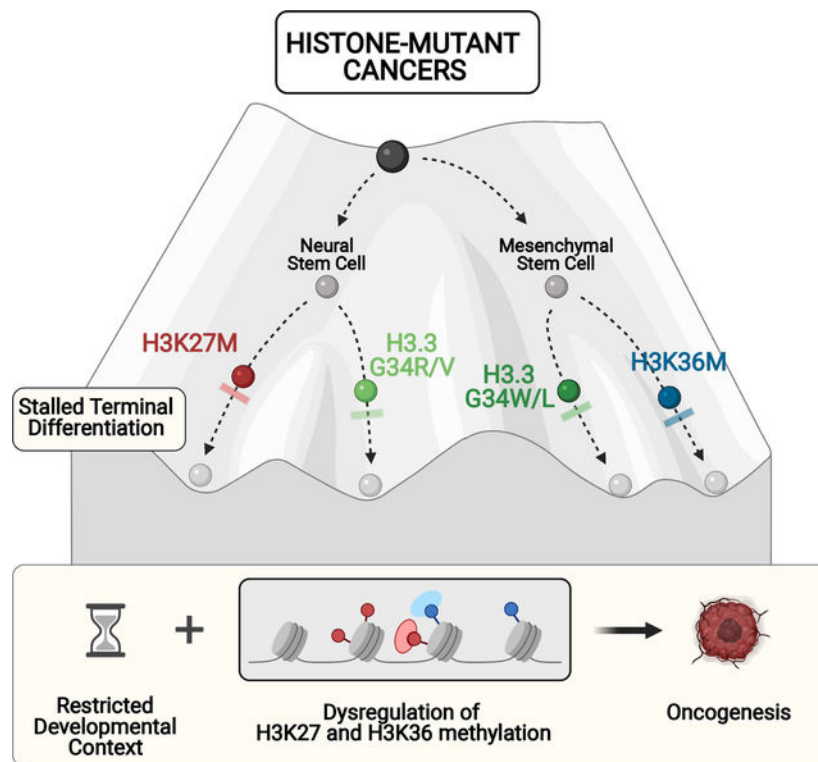 HISTONE-MUTANT
CANCERS
Neural
Stem Cell
Mesenchymal
Stem Cell
H3K27M
H3.3
G34R/V
H3.3
G34W/L
H3K36M
Stalled Terminal
Differentiation
Restricted
Developmental
Context
Dysregulation of
H3K27 and H3K36 methylation
Oncogenesis